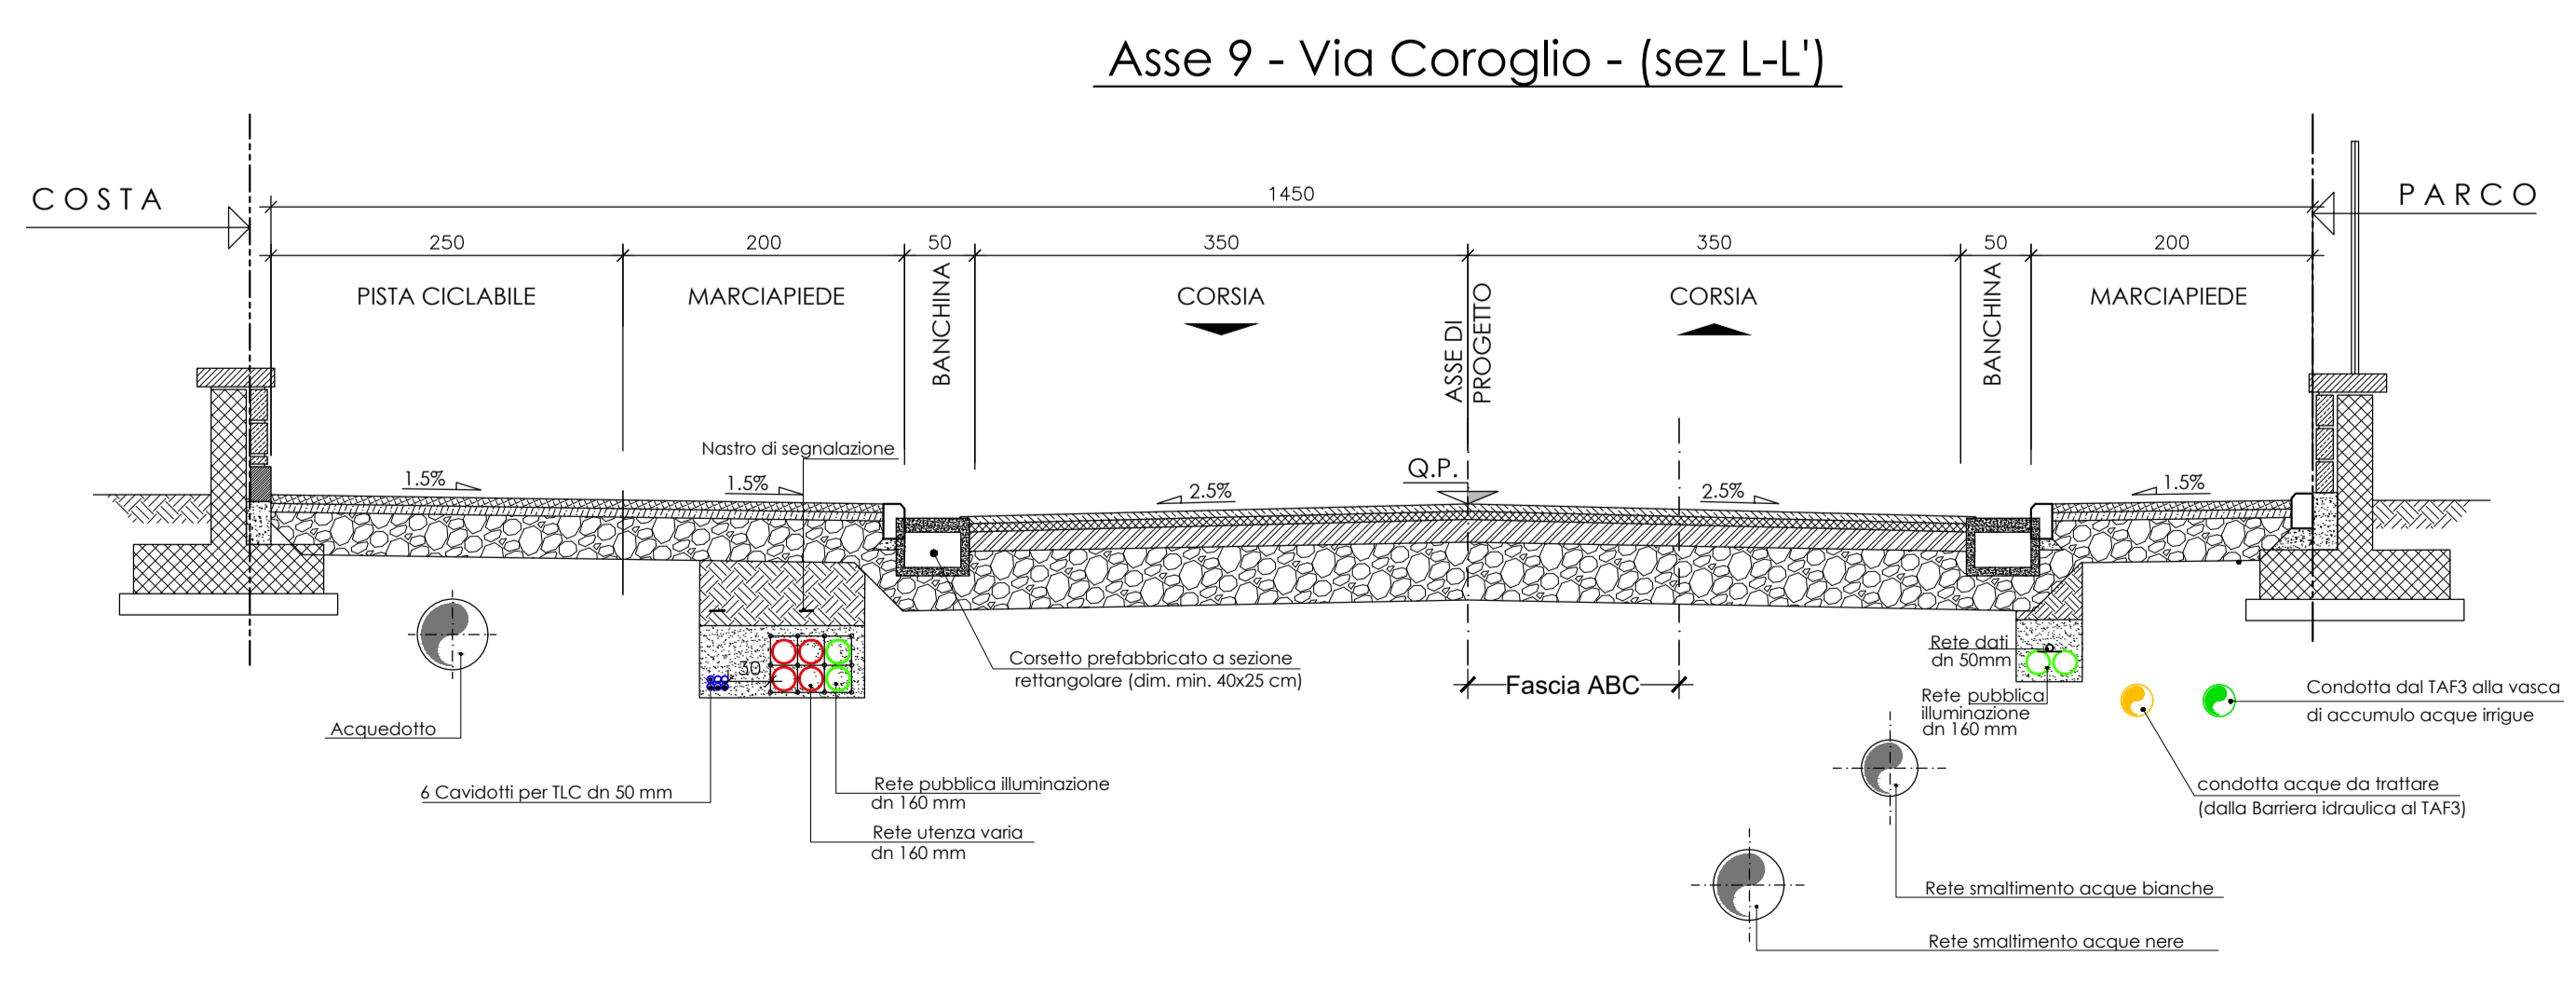 Asse 9 - Via Coroglio - (sez L-L')
COSTA
1450
PARCO
250
200
50
350
350
50
200
PISTA CICLABILE
MARCIAPIEDE
BANCHINA
CORSIA
ASSE DI
PROGETTO
CORSIA
BANCHINA
MARCIAPIEDE
Nastro di segnalazione
1.5%
1.5%
2.5%
Q.P.
2.5%
1.5%
30
Corsetto prefabbricato a sezione
rettangolare (dim. min. 40x25 cm)
Fascia ABC
Rete dati
dn 50mm
Rete pubblica
illuminazione
dn 160 mm
Condotta dal TAF3 alla vasca
di accumulo acque irrigue
Acquedotto
6 Cavidotti per TLC dn 50 mm
Rete pubblica illuminazione
dn 160 mm
Rete utenza varia
dn 160 mm
condotta acque da trattare
(dalla Barriera idraulica al TAF3)
Rete smaltimento acque bianche
Rete smaltimento acque nere